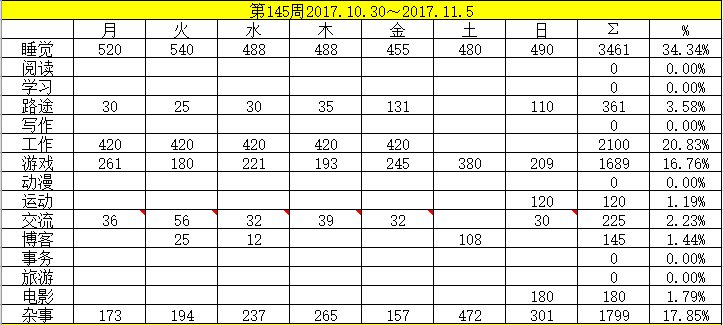 第145周2017.10.30～2017.11.5
月 火 水 木 金 土 日 Σ %
睡觉 520 540 488 488 455 480 490 3461 34.34%
阅读 0 0.00%
学习 0 0.00%
路途 30 25 30 35 131 110 361 3.58%
写作 0 0.00%
工作 420 420 420 420 420 2100 20.83%
游戏 261 180 221 193 245 380 209 1689 16.76%
动漫 0 0.00%
运动 120 120 1.19%
交流 36 56 32 39 32 30 225 2.23%
博客 25 12 108 145 1.44%
事务 0 0.00%
旅游 0 0.00%
电影 180 180 1.79%
杂事 173 194 237 265 157 472 301 1799 17.85%